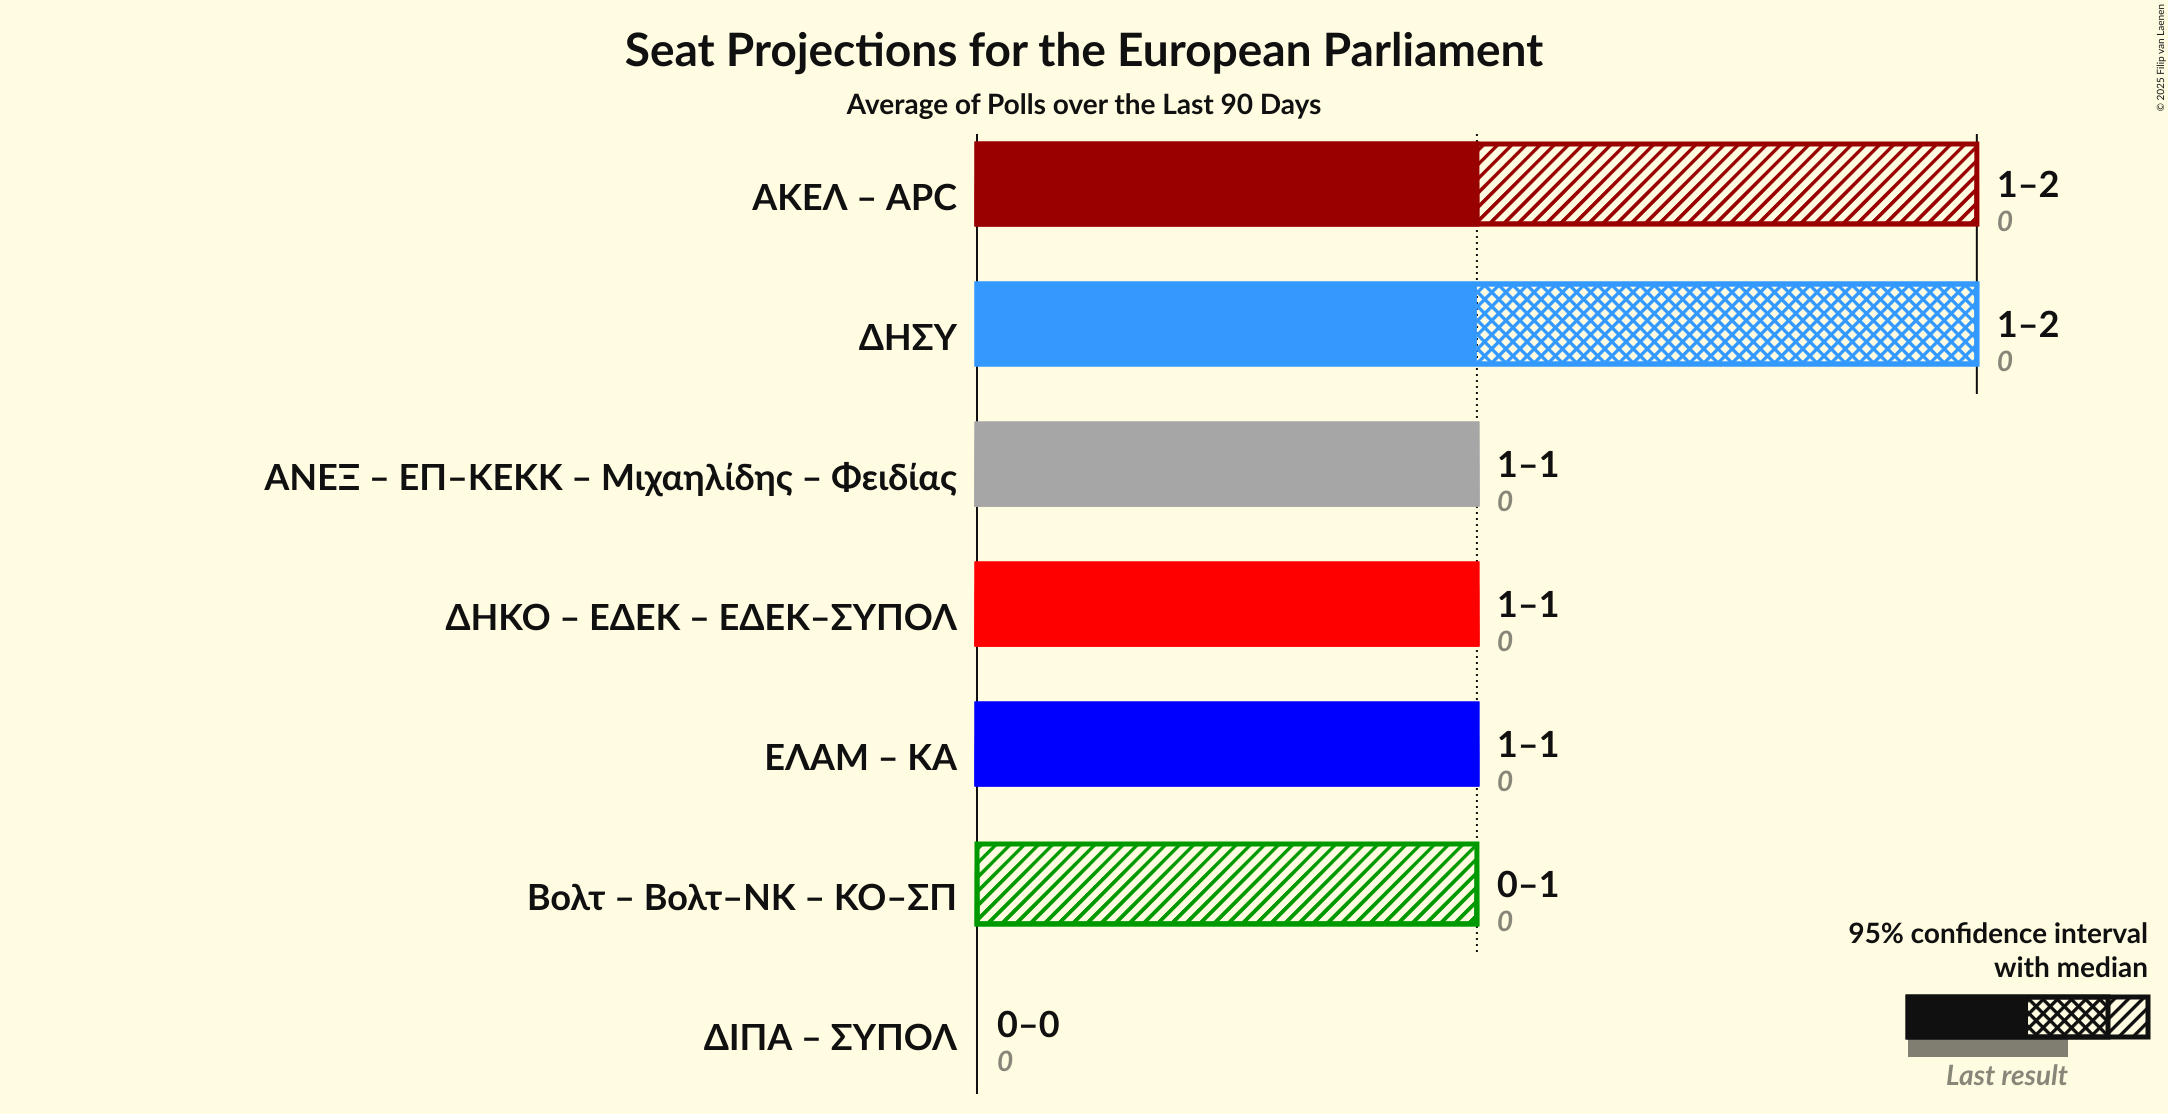 Seat Projections for the European Parliament
Average of Polls over the Last 90 Days
© 2025 Filip van Laenen
ΑΚΕΛ – APC
1–2
0
ΔΗΣΥ
1–2
0
ΑΝΕΞ – ΕΠ–ΚΕΚΚ – Μιχαηλίδης – Φειδίας
1–1
0
ΔΗΚΟ – ΕΔΕΚ – ΕΔΕΚ–ΣΥΠΟΛ
1–1
0
ΕΛΑΜ – ΚΑ
1–1
0
Βολτ – Βολτ–ΝΚ – ΚΟ–ΣΠ
0–1
0
ΔΙΠΑ – ΣΥΠΟΛ
0–0
0
95% confidence interval
with median
Last result